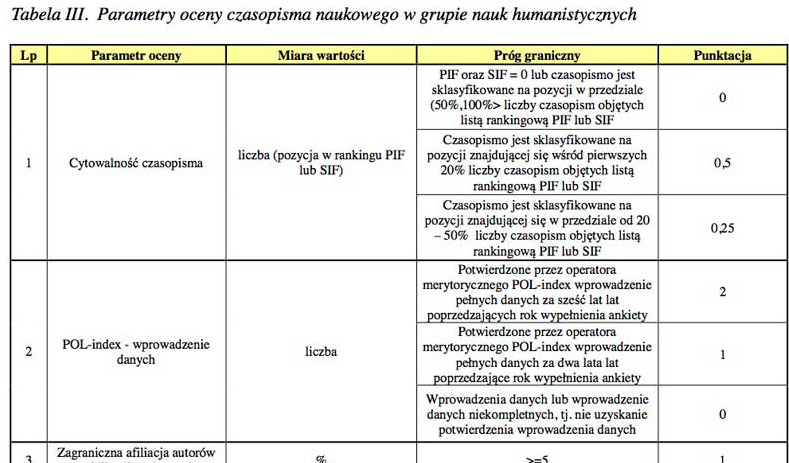 Tabela III. Parametry oceny czasopisma naukowego w grupie nauk humanistycznych
Lp Parametr oceny Miara wartości Próg graniczny Punktacja
1
Cytowalność czasopisma
liczba (pozycja w rankingu PIF
lub SIF)
PIF oraz SIF = 0 lub czasopismo jest
sklasyfikowane na pozycji w przedziale
(50%,100%> liczby czasopism objętych
listą rankingową PIF lub SIF
0
Czasopismo jest sklasyfikowane na
pozycji znajdującej się wśród pierwszych
20% liczby czasopism objętych listą
rankingową PIF lub SIF
0,5
Czasopismo jest sklasyfikowane na
pozycji znajdującej się w przedziale od 20
– 50% liczby czasopism objętych listą
rankingową PIF lub SIF
0,25
2
POL-index - wprowadzenie
danych
liczba
Potwierdzone przez operatora
merytorycznego POL-index wprowadzenie
pełnych danych za sześć lat lat
poprzedzających rok wypełnienia ankiety
2
Potwierdzone przez operatora
merytorycznego POL-index wprowadzenie
pełnych danych za dwa lata lat
poprzedzające rok wypełnienia ankiety
1
Wprowadzenia danych lub wprowadzenie
danych niekompletnych, tj. nie uzyskanie
potwierdzenia wprowadzenia danych
0
3
Zagraniczna afiliacja autorów
%
>=5
1